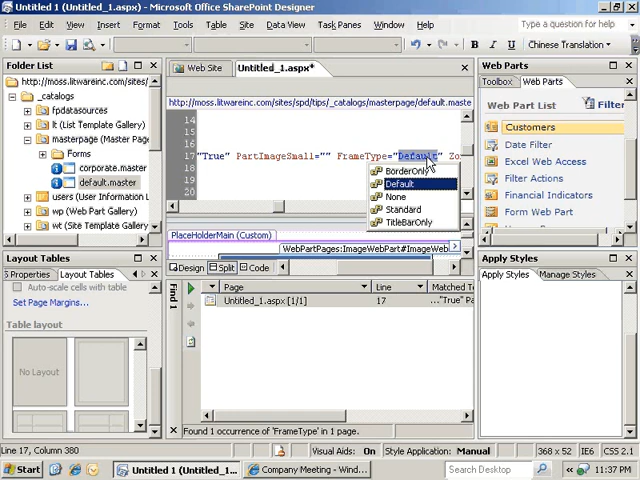 Untitled 1 (Untitled_1.aspx) - Microsoft Office SharePoint Designer
File Edit View Insert Format Tools Table Site Data View Task Panes Window
Type a question for help
Chinese Translation
Folder List
http://moss.litwareinc.com/sites/
_catalogs
fpdatasources
lt (List Template Gallery)
masterpage (Master Page
Forms
corporate.master
default.master
users (User Information
wp (Web Part Gallery)
wt (Site Template Gallery
Web Site
Untitled_1.aspx*
http://moss.litwareinc.com/sites/spd/tips/_catalogs/masterpage/default.maste
14
15
16
17
"True" PartImageSmall="" FrameType="Default" Zo
18
19
20
BorderOnly
Default
None
Standard
TitleBarOnly
PlaceHolderMain (Custom)
WebPartPages:ImageWebPart#ImageWeb
Design Split Code
Web Parts
Toolbox Web Parts
Web Part List
Filter
Customers
Date Filter
Excel Web Access
Filter Actions
Financial Indicators
Form Web Part
Layout Tables
Properties Layout Tables
Auto-scale cells with table
Set Page Margins...
Table layout
No Layout
Find 1
Page Line Matched Te
Untitled_1.aspx [1/1] 17 ..."True" Pa
Found 1 occurrence of 'FrameType' in 1 page.
Apply Styles
Apply Styles Manage Styles
Line 17, Column 380
Visual Aids: On
Style Application: Manual
368 x 52
IE6
CSS 2.1
Start
Untitled 1 (Untitled_1...
Company Meeting - Wind...
Search Desktop
11:37 PM